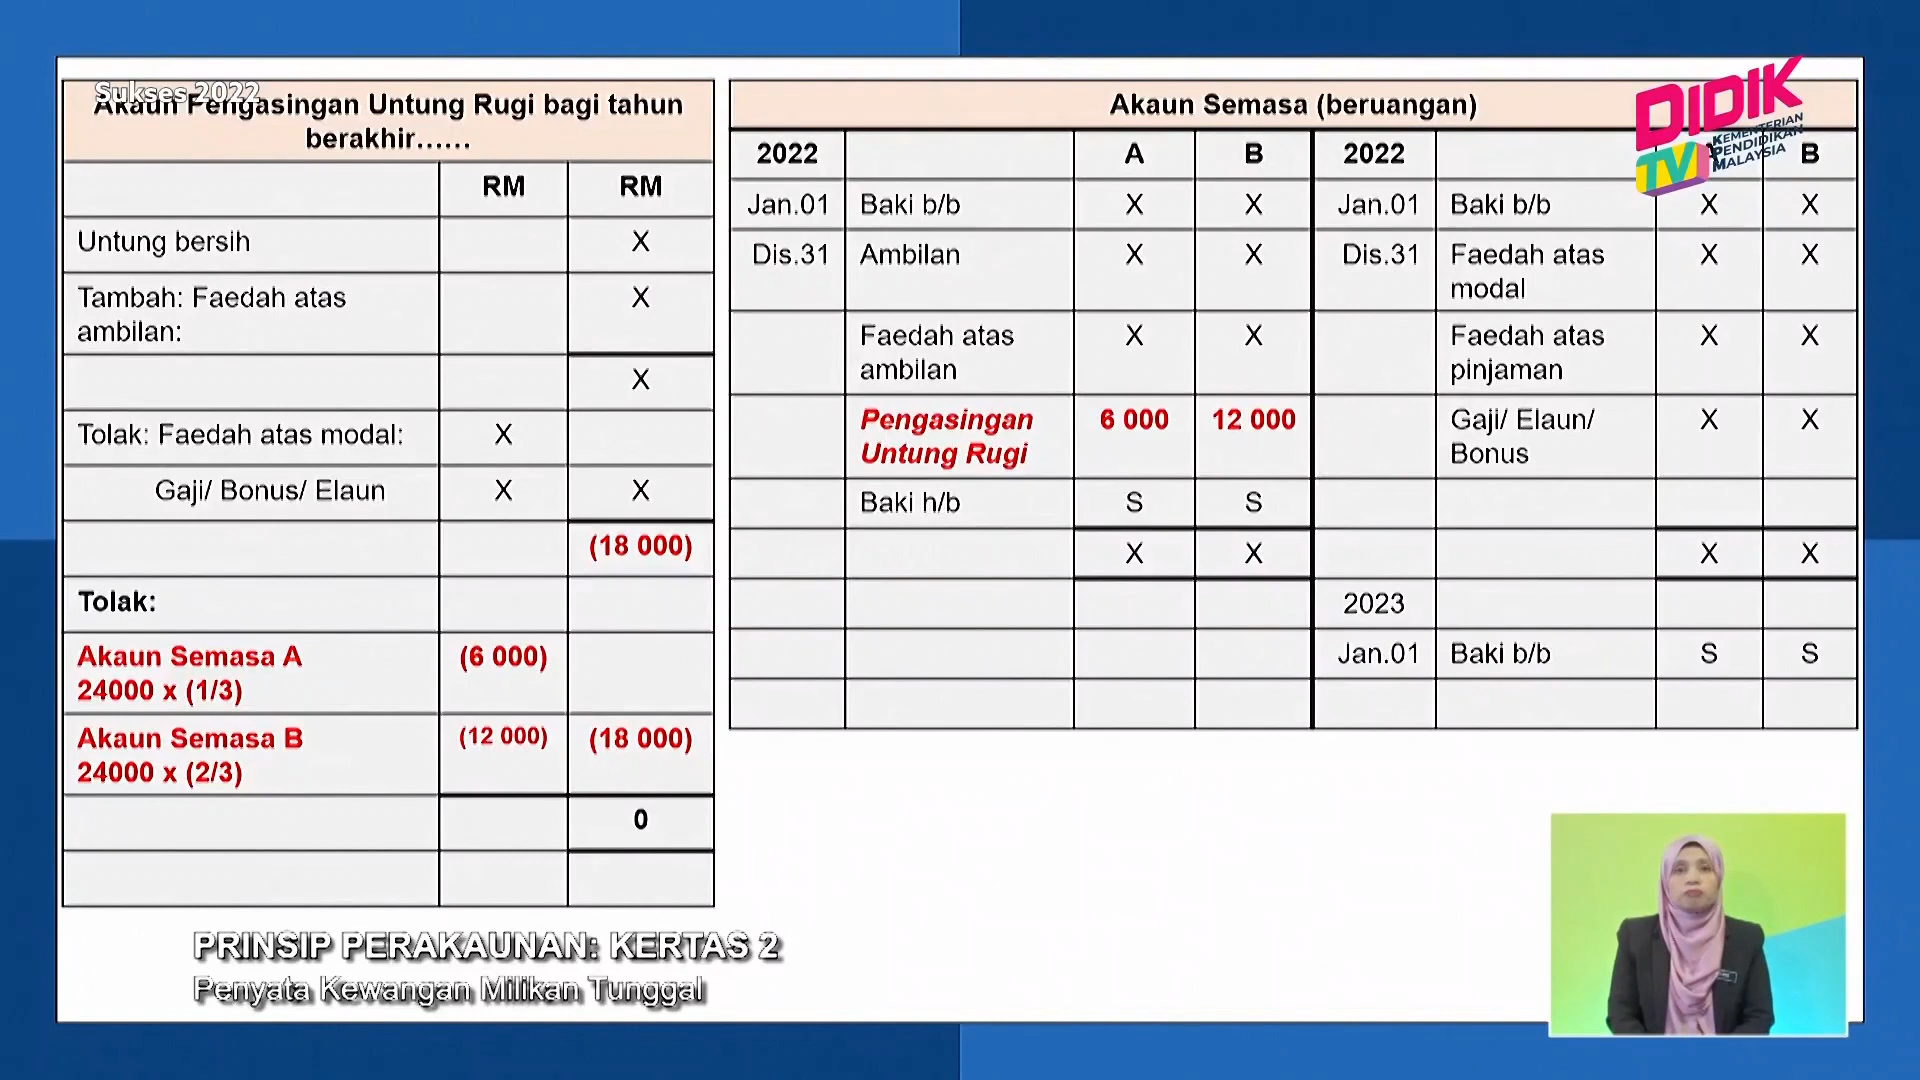 Sukses 2022
Akaun Pengasingan Untung Rugi bagi tahun
berakhir......
RM RM
Untung bersih X
Tambah: Faedah atas X
ambilan:
X
Tolak: Faedah atas modal: X
Gaji/ Bonus/ Elaun X X
(18 000)
Tolak:
Akaun Semasa A (6 000)
24000 x (1/3)
Akaun Semasa B (12 000) (18 000)
24000 x (2/3)
0
Akaun Semasa (beruangan)
2022 A B 2022 A B
Jan.01 Baki b/b X X Jan.01 Baki b/b X X
Dis.31 Ambilan X X Dis.31 Faedah atas X X
modal
Faedah atas X X Faedah atas X X
ambilan pinjaman
Pengasingan 6 000 12 000 Gaji/ Elaun/ X X
Untung Rugi Bonus
Baki h/b S S
X X X X
2023
Jan.01 Baki b/b S S
DIDIK
TV
KEMENTERIAN
PENDIDIKAN
MALAYSIA
PRINSIP PERAKAUNAN: KERTAS 2
Penyata Kewangan Milikan Tunggal